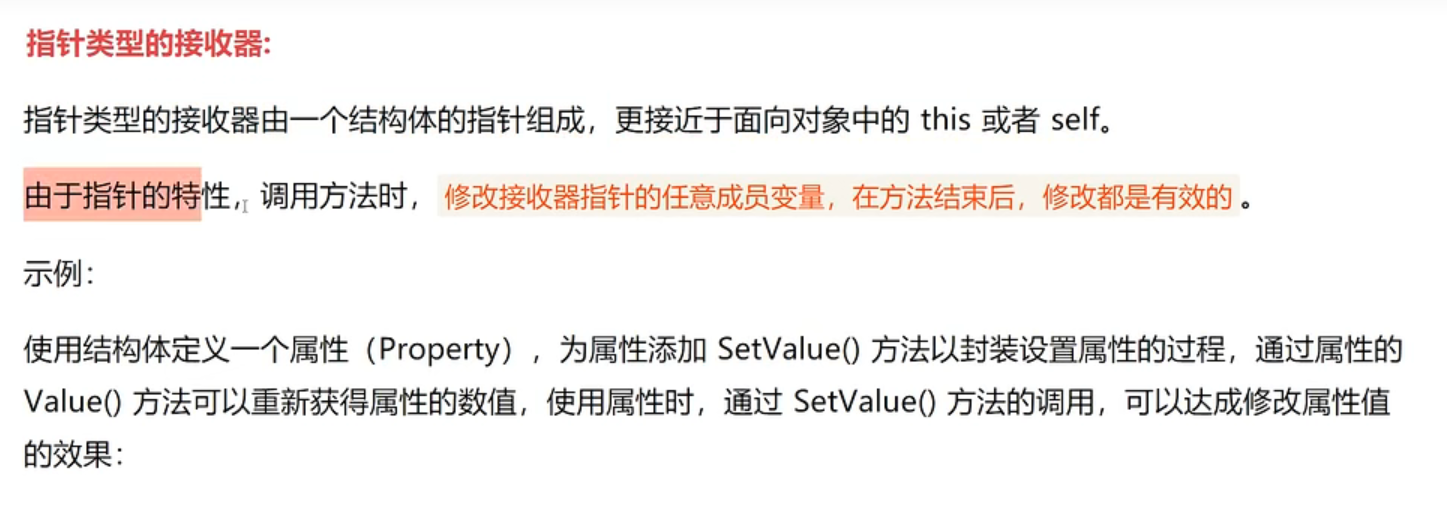 指针类型的接收器:
指针类型的接收器由一个结构体的指针组成，更接近于面向对象中的 this 或者 self。
由于指针的特性，调用方法时，修改接收器指针的任意成员变量，在方法结束后，修改都是有效的。
示例：
使用结构体定义一个属性（Property），为属性添加 SetValue() 方法以封装设置属性的过程，通过属性的
Value() 方法可以重新获得属性的数值，使用属性时，通过 SetValue() 方法的调用，可以达成修改属性值
的效果：